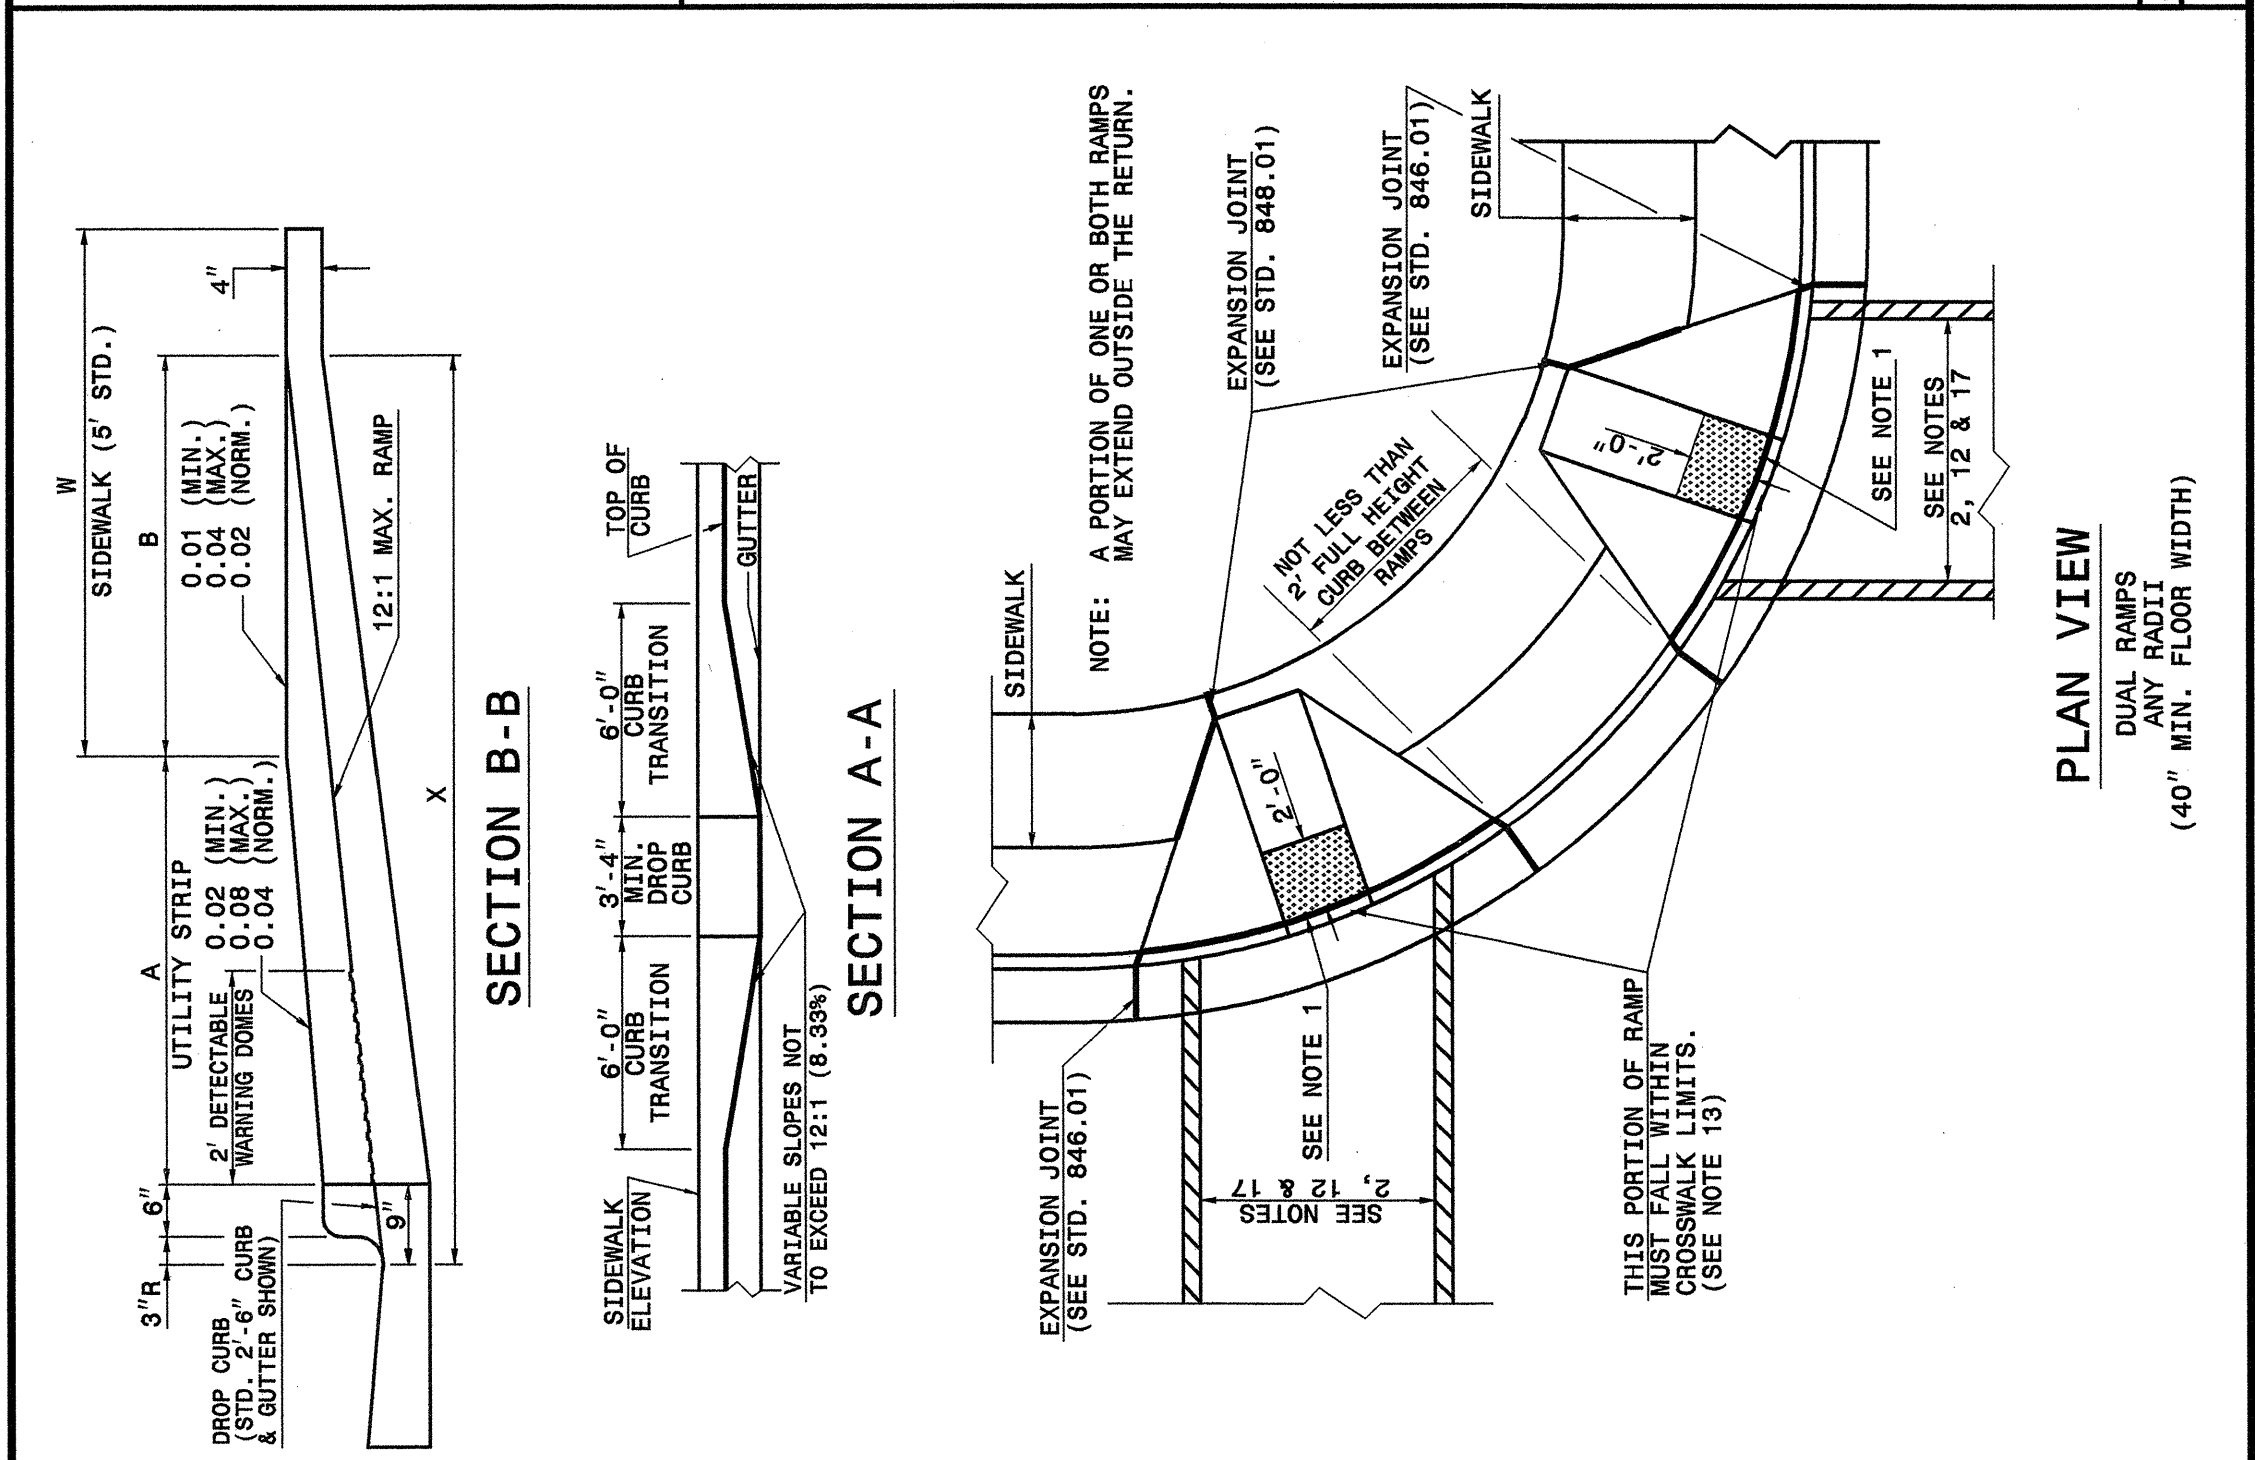 W
SIDEWALK (5' STD.)
4"
B
0.01 (MIN.)
0.04 (MAX.)
0.02 (NORM.)
12:1 MAX. RAMP
A
UTILITY STRIP
0.02 (MIN.)
0.08 (MAX.)
0.04 (NORM.)
2' DETECTABLE
WARNING DOMES
X
6"
3"R
9"
DROP CURB
(STD. 2'-6" CURB
& GUTTER SHOWN)
SECTION B-B
TOP OF
CURB
GUTTER
6'-0"
CURB
TRANSITION
3'-4"
MIN.
DROP
CURB
6'-0"
CURB
TRANSITION
SIDEWALK
ELEVATION
VARIABLE SLOPES NOT
TO EXCEED 12:1 (8.33%)
SECTION A-A
NOTE: A PORTION OF ONE OR BOTH RAMPS
MAY EXTEND OUTSIDE THE RETURN.
SIDEWALK
EXPANSION JOINT
(SEE STD. 848.01)
EXPANSION JOINT
(SEE STD. 846.01)
SIDEWALK
NOT LESS THAN
2' FULL HEIGHT
CURB BETWEEN
RAMPS
2'-0"
2'-0"
SEE NOTE 1
SEE NOTES
2, 12 & 17
EXPANSION JOINT
(SEE STD. 846.01)
SEE NOTE 1
SEE NOTES
2, 12 & 17
THIS PORTION OF RAMP
MUST FALL WITHIN
CROSSWALK LIMITS.
(SEE NOTE 13)
PLAN VIEW
DUAL RAMPS
ANY RADII
(40" MIN. FLOOR WIDTH)